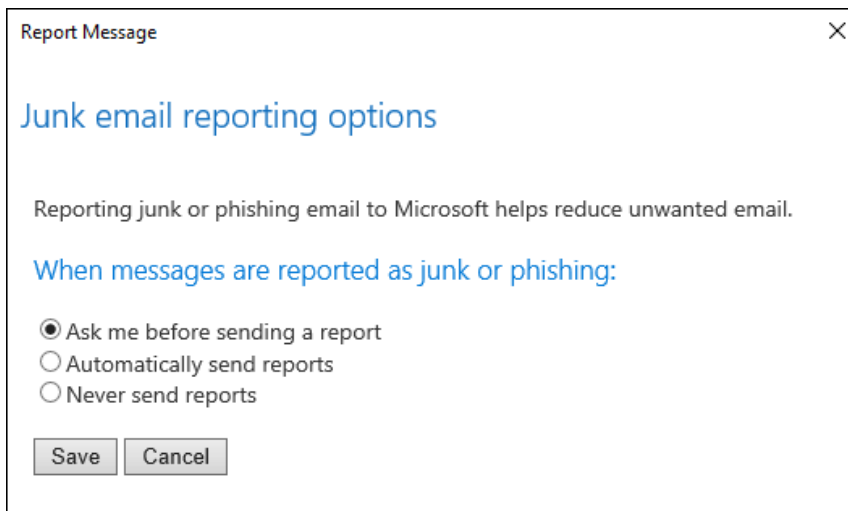 Report Message
Junk email reporting options
Reporting junk or phishing email to Microsoft helps reduce unwanted email.
When messages are reported as junk or phishing:
Ask me before sending a report
Automatically send reports
Never send reports
Save Cancel